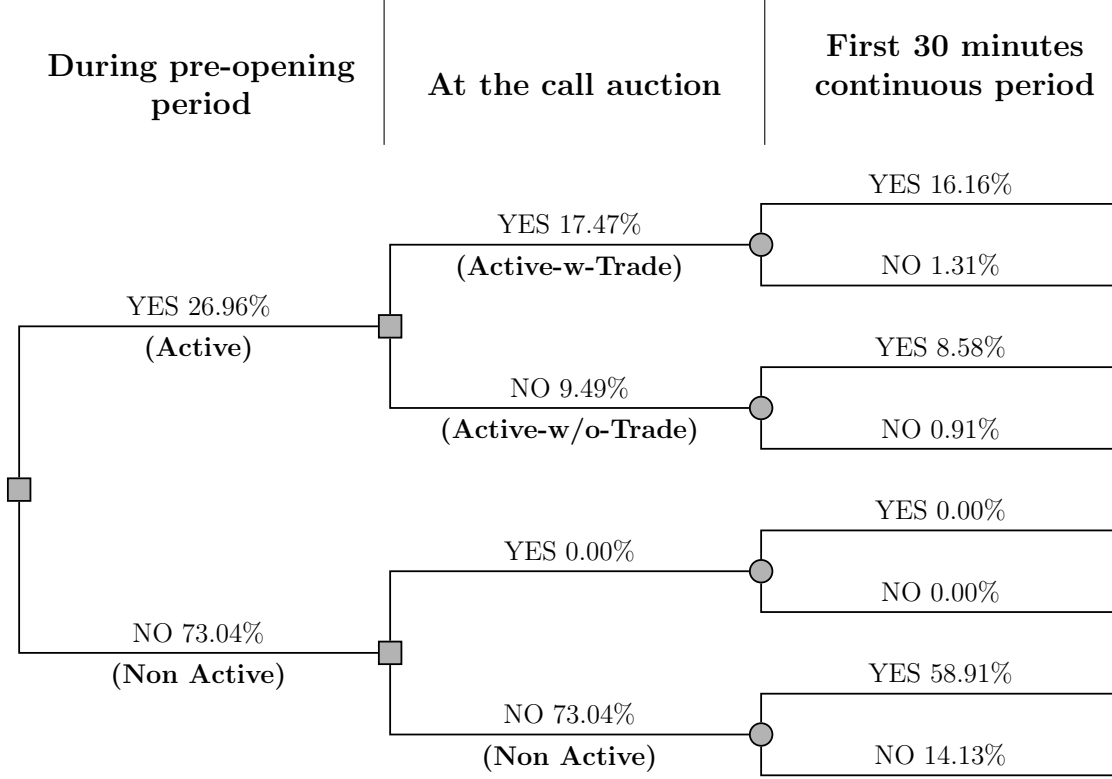 During pre-opening
period
At the call auction
First 30 minutes
continuous period
YES 16.16%
YES 17.47%
(Active-w-Trade)
NO 1.31%
YES 26.96%
(Active)
YES 8.58%
NO 9.49%
(Active-w/o-Trade)
NO 0.91%
YES 0.00%
YES 0.00%
NO 0.00%
NO 73.04%
(Non Active)
YES 58.91%
NO 73.04%
(Non Active)
NO 14.13%